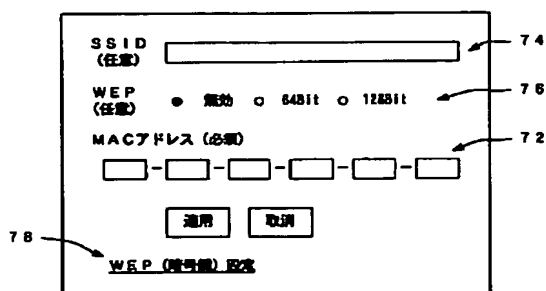 SSID
(任意)
74
WEP
(任意)
無効 64Bit 128Bit
76
MACアドレス (必須)
72
適用 取消
78
WEP (暗号鍵) 設定